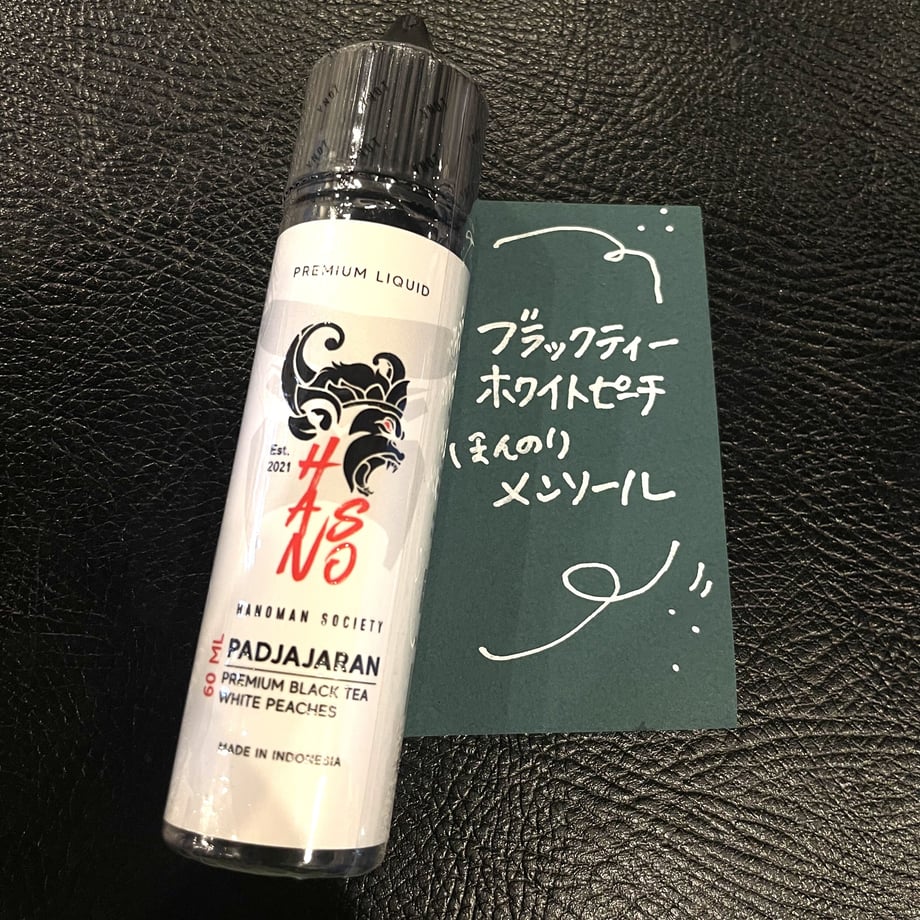 PREMIUM LIQUID
Est.
2021
HAS
NO
HANOMAN SOCIETY
60 ML
PADJAJARAN
PREMIUM BLACK TEA
WHITE PEACHES
MADE IN INDONESIA
ブラックティー
ホワイトピーチ
ほんのり
メンソール